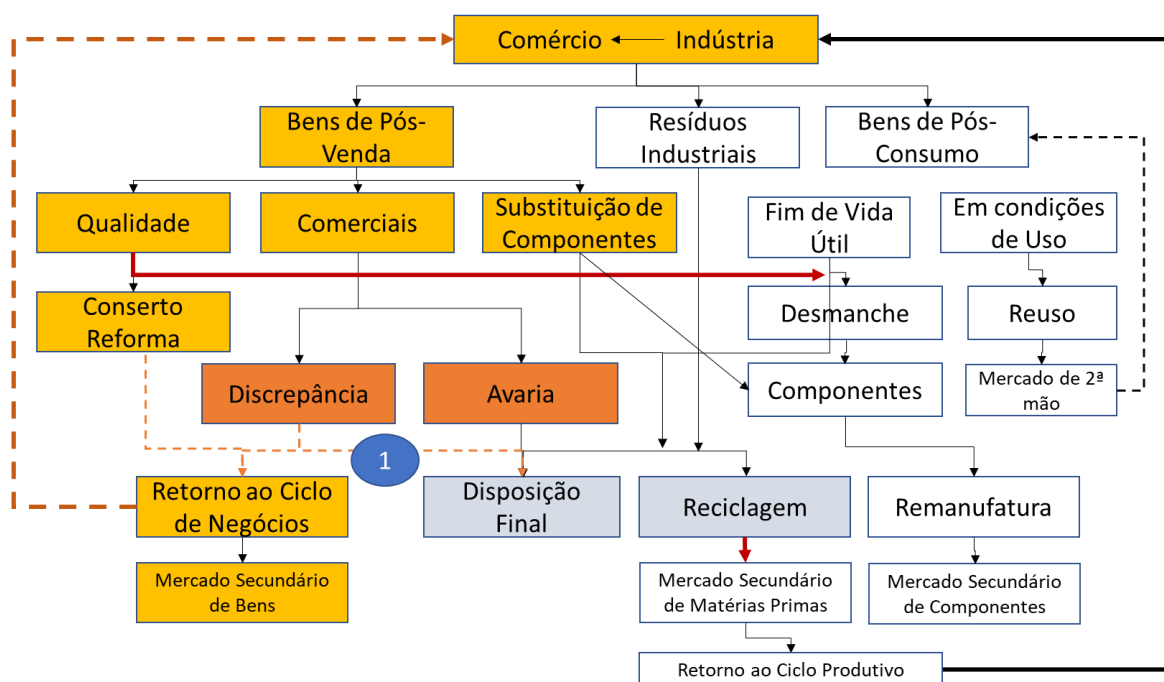 Comércio Indústria
Bens de Pós-
Venda
Resíduos
Industriais
Bens de Pós-
Consumo
Qualidade
Comerciais
Substituição de
Componentes
Fim de Vida
Útil
Em condições
de Uso
Conserto
Reforma
Desmanche
Reuso
Discrepância
Avaria
Componentes
Mercado de 2ª
mão
1
Retorno ao Ciclo
de Negócios
Disposição
Final
Reciclagem
Remanufatura
Mercado Secundário
de Bens
Mercado Secundário
de Matérias Primas
Mercado Secundário
de Componentes
Retorno ao Ciclo Produtivo